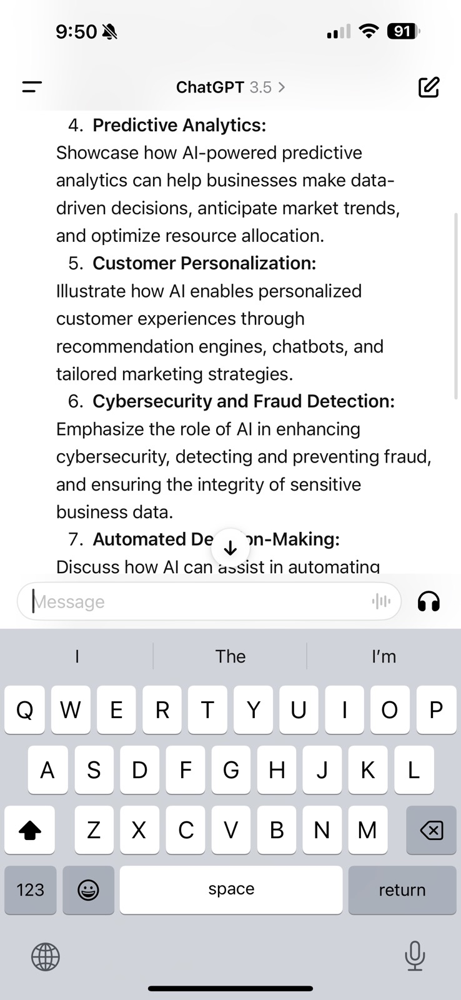 9:50
91
ChatGPT 3.5 >
4. Predictive Analytics:
Showcase how AI-powered predictive
analytics can help businesses make data-
driven decisions, anticipate market trends,
and optimize resource allocation.
5. Customer Personalization:
Illustrate how AI enables personalized
customer experiences through
recommendation engines, chatbots, and
tailored marketing strategies.
6. Cybersecurity and Fraud Detection:
Emphasize the role of AI in enhancing
cybersecurity, detecting and preventing fraud,
and ensuring the integrity of sensitive
business data.
7. Automated De on-Making:
Discuss how AI can assist in automating
Message
I The I’m
Q W E R T Y U I O P
A S D F G H J K L
Z X C V B N M
123 space return